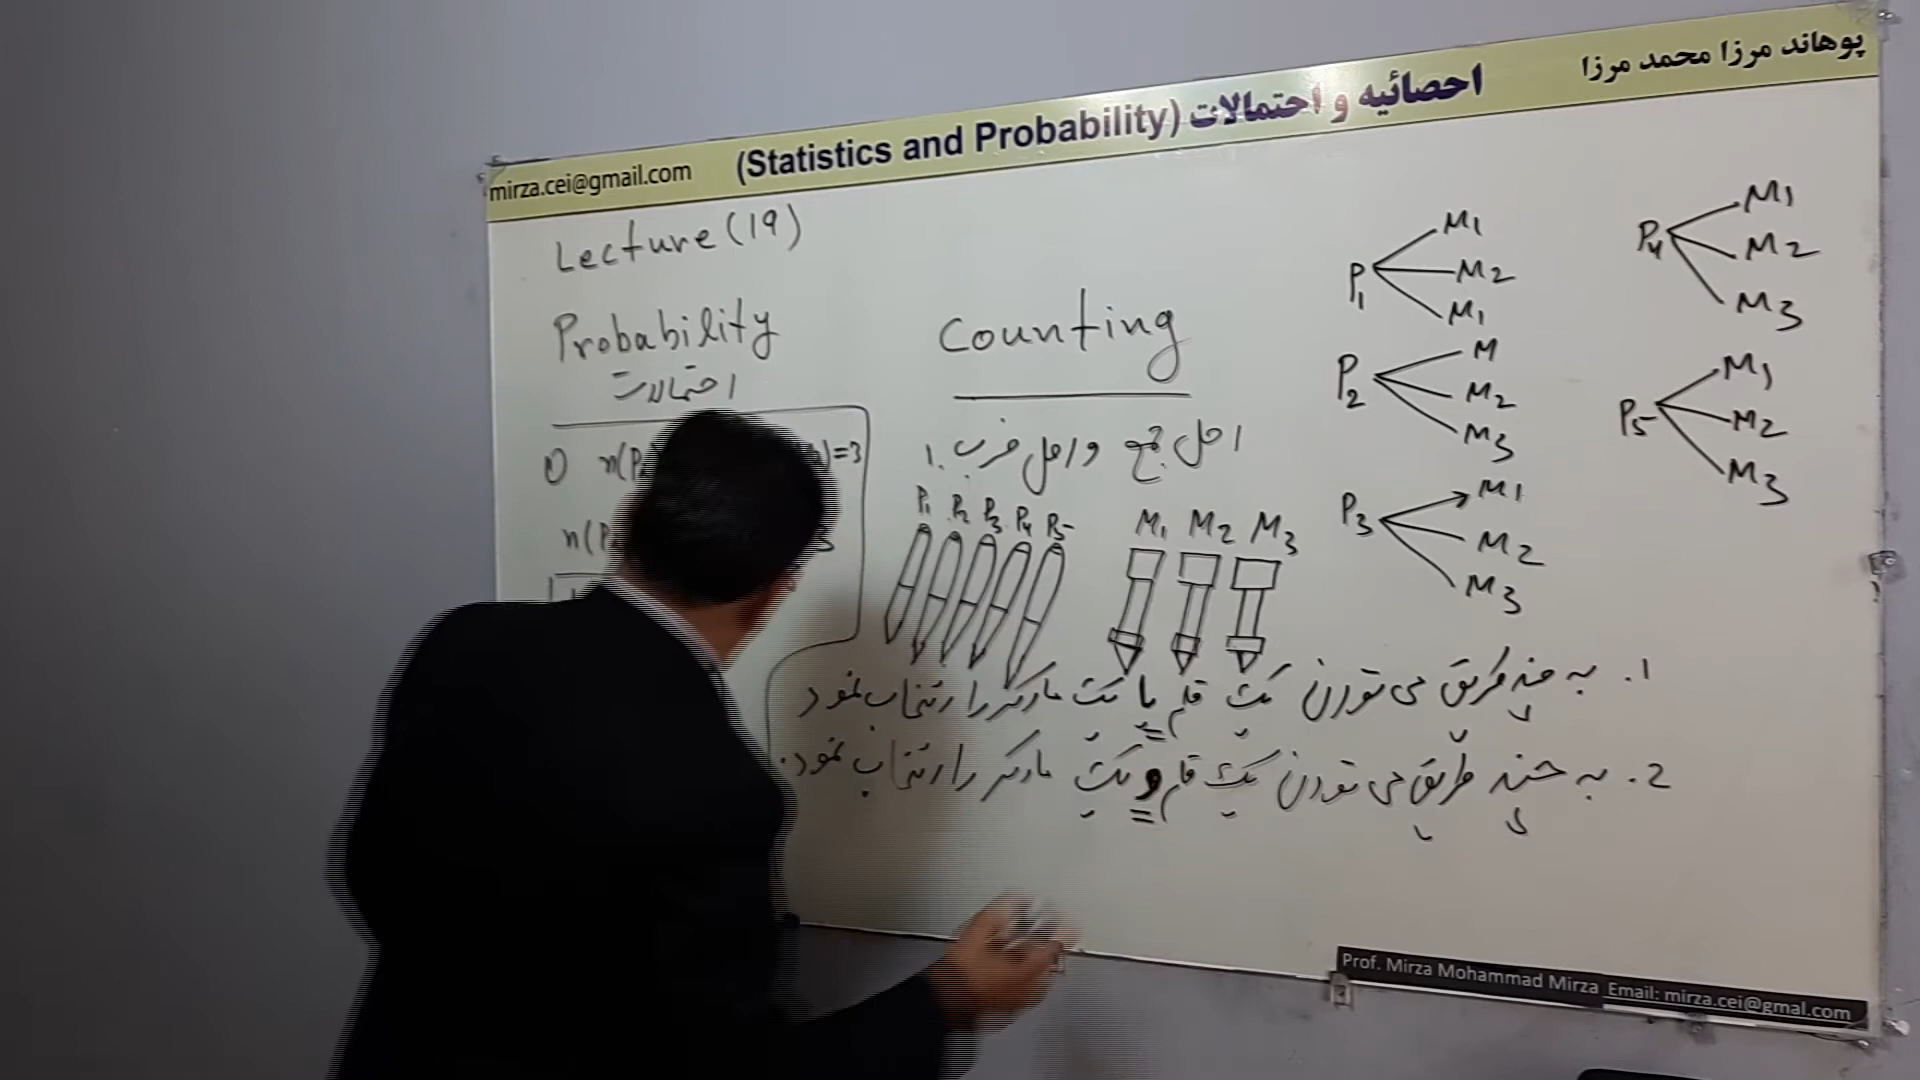 mirza.cei@gmail.com (Statistics and Probability) احصائیه و احتمالات پوهاند مرزا محمد مرزا
Lecture (19)
Probability
احتمالات
1) n(P =3
n(P 3
Counting
اصل جمع و اصل ضرب .1
P1 P2 P3 P4 P5
M1 M2 M3
P1 M1 M2 M1
P2 M M2 M3
P3 M1 M2 M3
P4 M1 M2 M3
P5 M1 M2 M3
1. به چند طریق می توان یک قلم یا یک مارکر را انتخاب نمود
2. به چند طریق می توان یک قلم و یک مارکر را انتخاب نمود.
Prof. Mirza Mohammad Mirza Email: mirza.cei@gmal.com